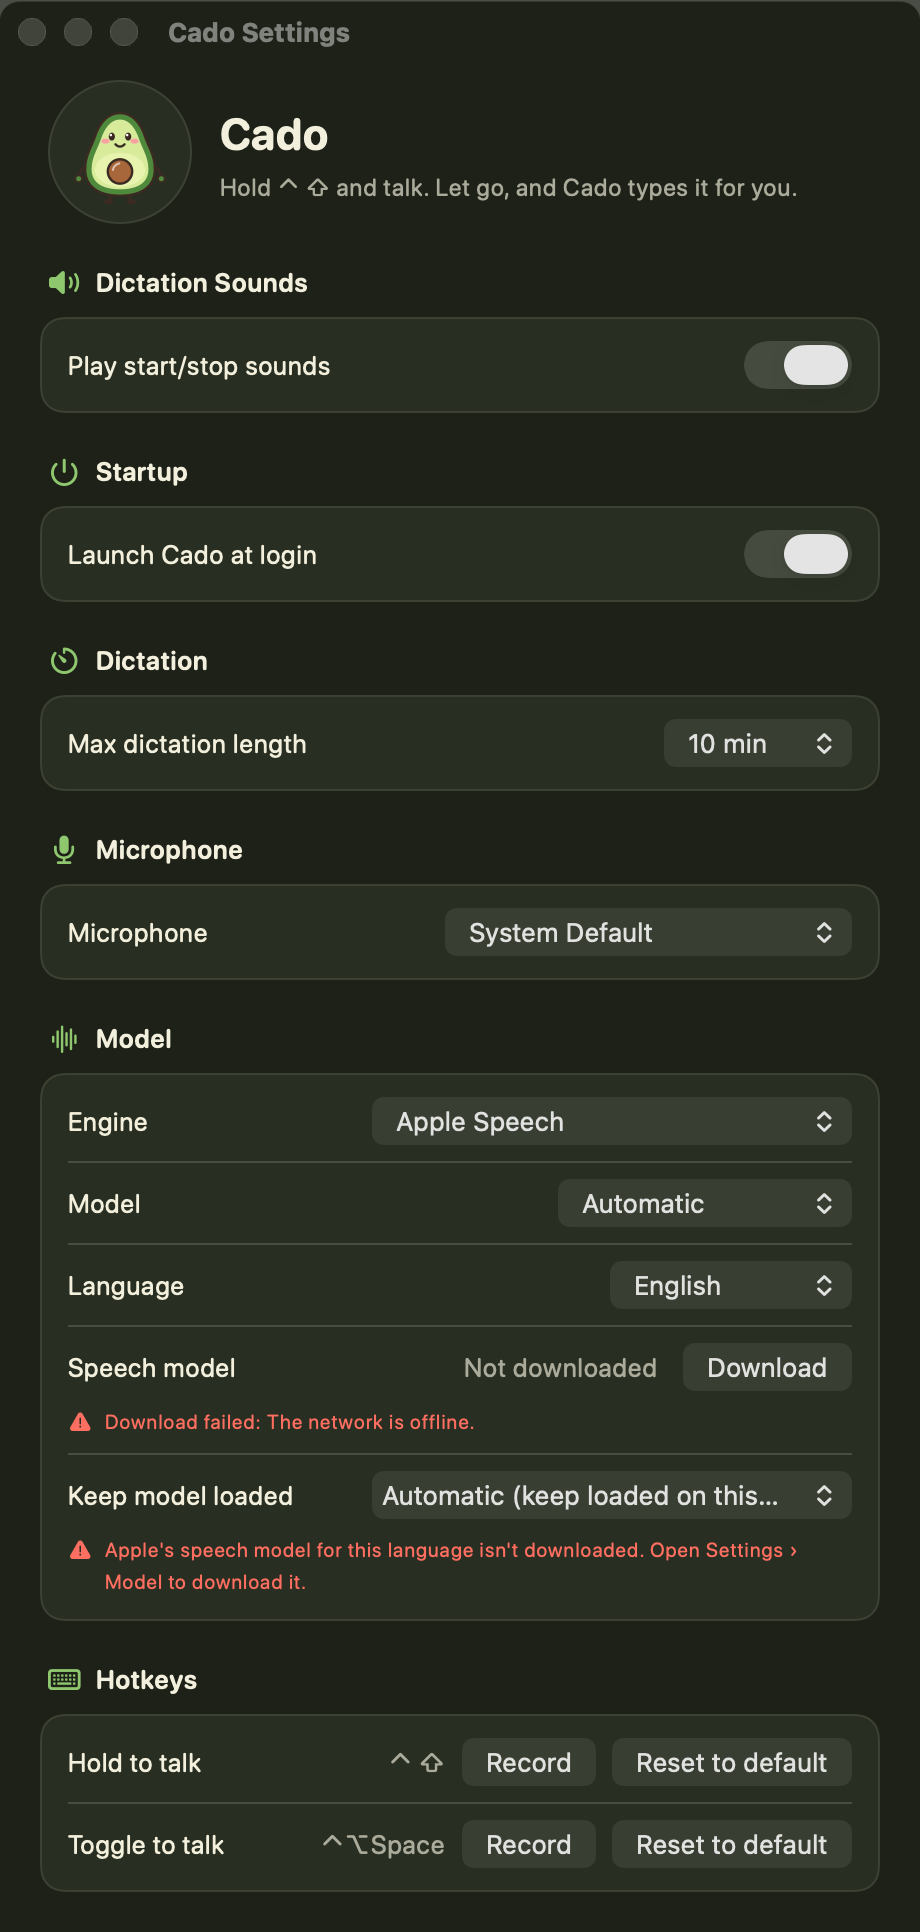 Cado Settings
Cado
Hold ^ ⇧ and talk. Let go, and Cado types it for you.
Dictation Sounds
Play start/stop sounds
Startup
Launch Cado at login
Dictation
Max dictation length 10 min
Microphone
Microphone System Default
Model
Engine Apple Speech
Model Automatic
Language English
Speech model Not downloaded Download
Download failed: The network is offline.
Keep model loaded Automatic (keep loaded on this...
Apple's speech model for this language isn't downloaded. Open Settings ›
Model to download it.
Hotkeys
Hold to talk ^ ⇧ Record Reset to default
Toggle to talk ^⌥Space Record Reset to default